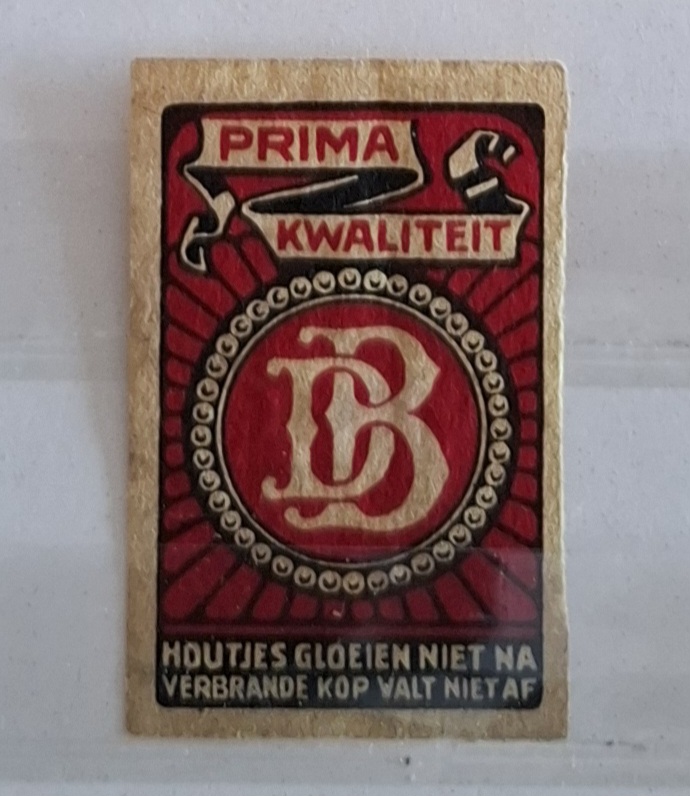 PRIMA
KWALITEIT
DB
HOUTJES GLOEIEN NIET NA
VERBRANDE KOP VALT NIET AF